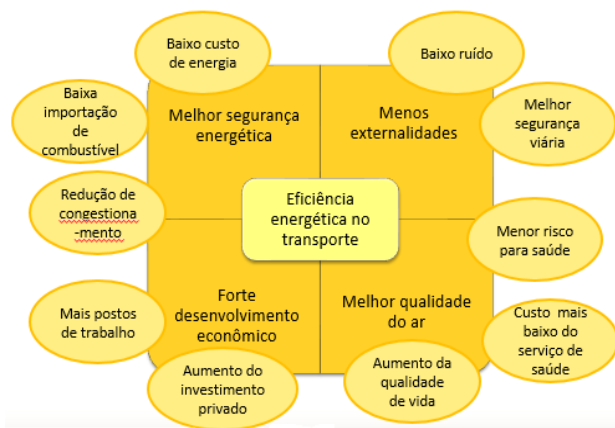 Baixo custo
de energia
Baixo ruído
Baixa
importação
de
combustível
Melhor segurança
energética
Menos
externalidades
Melhor
segurança
viária
Redução de
congestiona
-mento
Eficiência
energética no
transporte
Menor risco
para saúde
Mais postos
de trabalho
Forte
desenvolvimento
econômico
Melhor qualidade
do ar
Custo mais
baixo do
serviço de
saúde
Aumento do
investimento
privado
Aumento da
qualidade
de vida